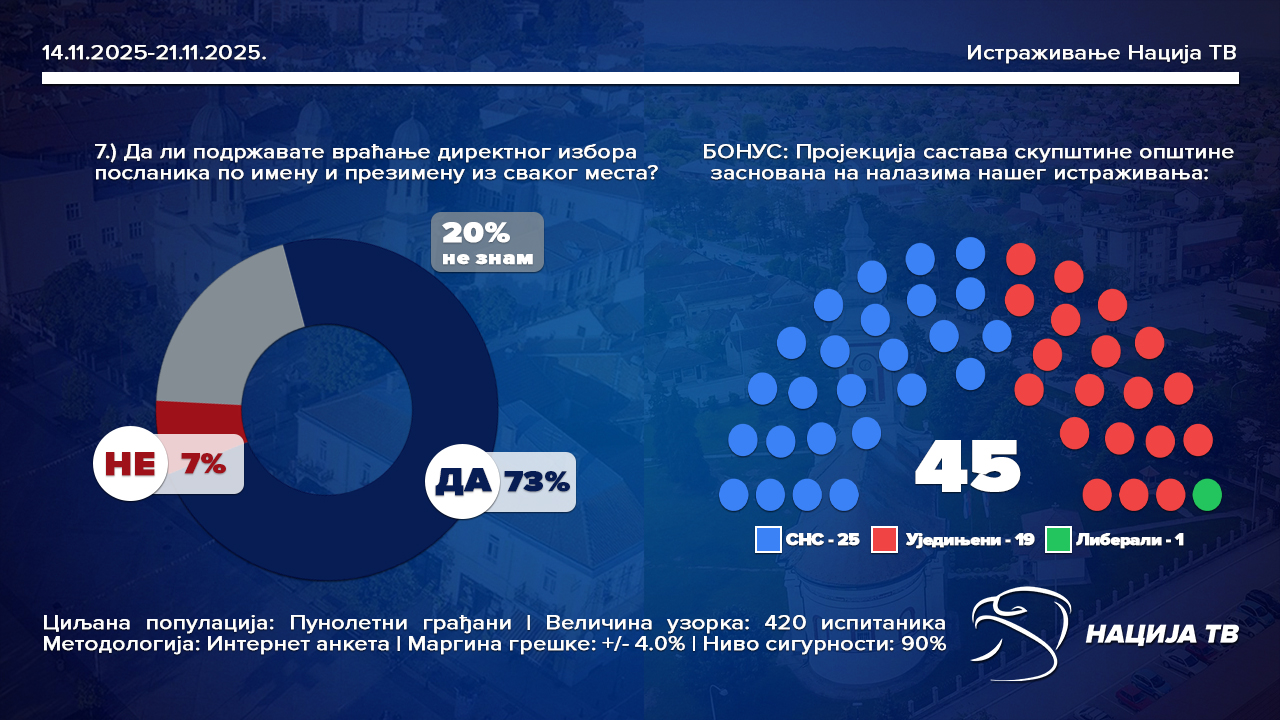 14.11.2025-21.11.2025.
Истраживање Нација ТВ
7.) Да ли подржавате враћање директног избора
посланика по имену и презимену из сваког места?
20%
не знам
НЕ 7%
ДА 73%
БОНУС: Пројекција састава скупштине општине
заснована на налазима нашег истраживања:
45
СНС - 25 Уједињени - 19 Либерали - 1
Циљана популација: Пунолетни грађани | Величина узорка: 420 испитаника
Методологија: Интернет анкета | Маргина грешке: +/- 4.0% | Ниво сигурности: 90%
НАЦИЈА ТВ